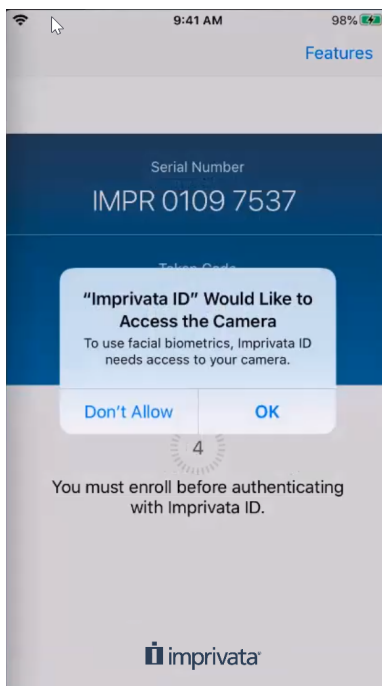 9:41 AM
98%
Features
Serial Number
IMPR 0109 7537
Token Code
“Imprivata ID” Would Like to
Access the Camera
To use facial biometrics, Imprivata ID
needs access to your camera.
Don’t Allow
OK
4
You must enroll before authenticating
with Imprivata ID.
imprivata